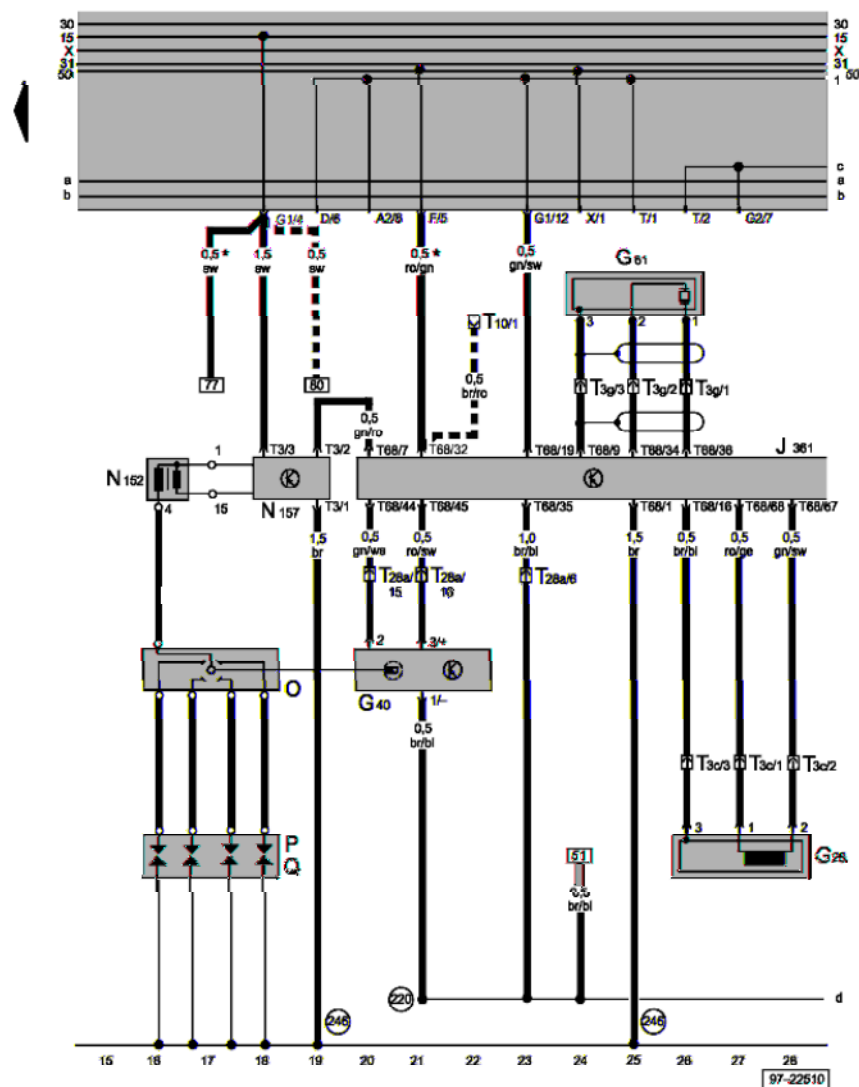 30 30
15 15
X X
31 31
50 50
1
c
a a
b b
G1/4 D/6 A2/8 F/5 G1/12 X/1 T/1 T/2 G2/7
0,5 * 1,5 0,5 0,5 * 0,5
sw sw sw ro/gn gn/sw
G61
3 2 1
T10/1
0,5
br/ro
T3g/3 T3g/2 T3g/1
77 80
0,5
gn/ro
T3/3 T3/2 T68/7 T68/32 T68/19 T68/9 T68/34 T68/36
J361
N152 1 K K
4 15
N157 T3/1 T68/44 T68/45 T68/35 T68/1 T68/16 T68/68 T68/67
1,5 0,5 0,5 1,0 1,5 0,5 0,5 0,5
br gn/ws ro/sw br/bl br br/bl ro/ge gn/sw
T28a/15 T28a/16 T28a/6
2 3/+
K
O G40 1/–
0,5
br/bl
T3c/3 T3c/1 T3c/2
3 1 2
P
Q
51
br/bl
G28
220 d
246 246
15 16 17 18 19 20 21 22 23 24 25 26 27 28
97-22510